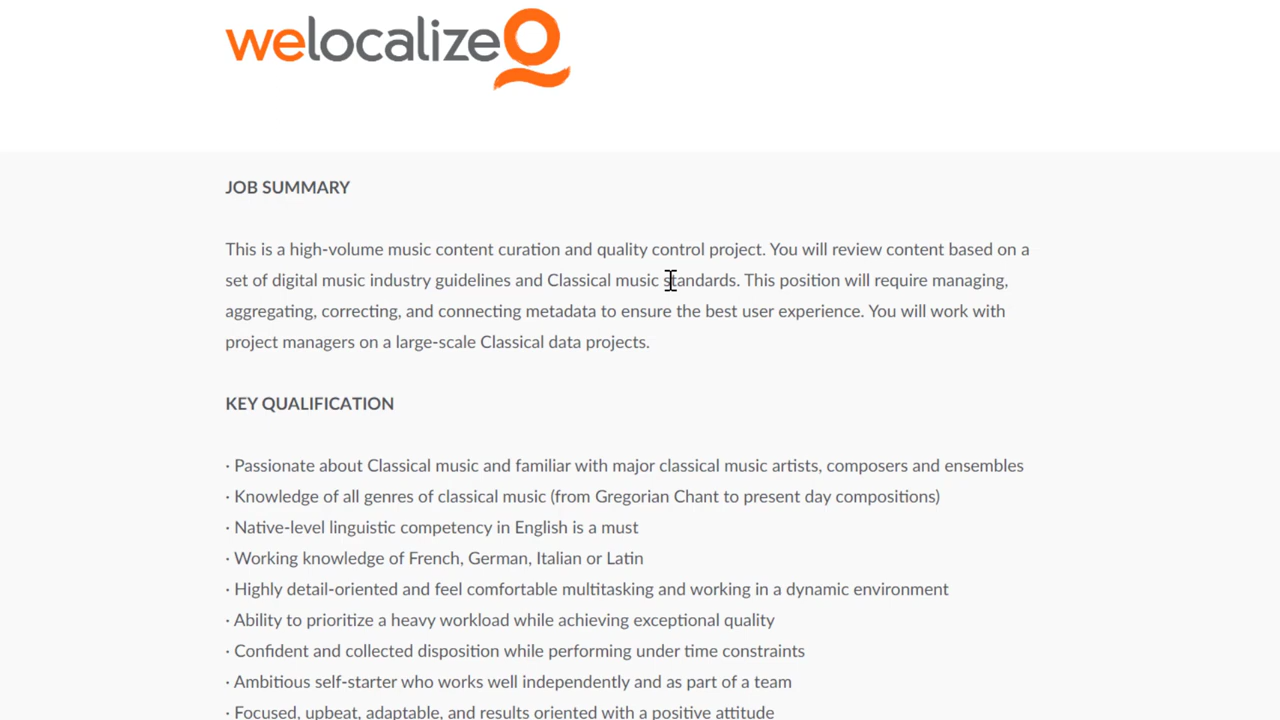 welocalize
JOB SUMMARY
This is a high-volume music content curation and quality control project. You will review content based on a
set of digital music industry guidelines and Classical music standards. This position will require managing,
aggregating, correcting, and connecting metadata to ensure the best user experience. You will work with
project managers on a large-scale Classical data projects.
KEY QUALIFICATION
· Passionate about Classical music and familiar with major classical music artists, composers and ensembles
· Knowledge of all genres of classical music (from Gregorian Chant to present day compositions)
· Native-level linguistic competency in English is a must
· Working knowledge of French, German, Italian or Latin
· Highly detail-oriented and feel comfortable multitasking and working in a dynamic environment
· Ability to prioritize a heavy workload while achieving exceptional quality
· Confident and collected disposition while performing under time constraints
· Ambitious self-starter who works well independently and as part of a team
· Focused, upbeat, adaptable, and results oriented with a positive attitude